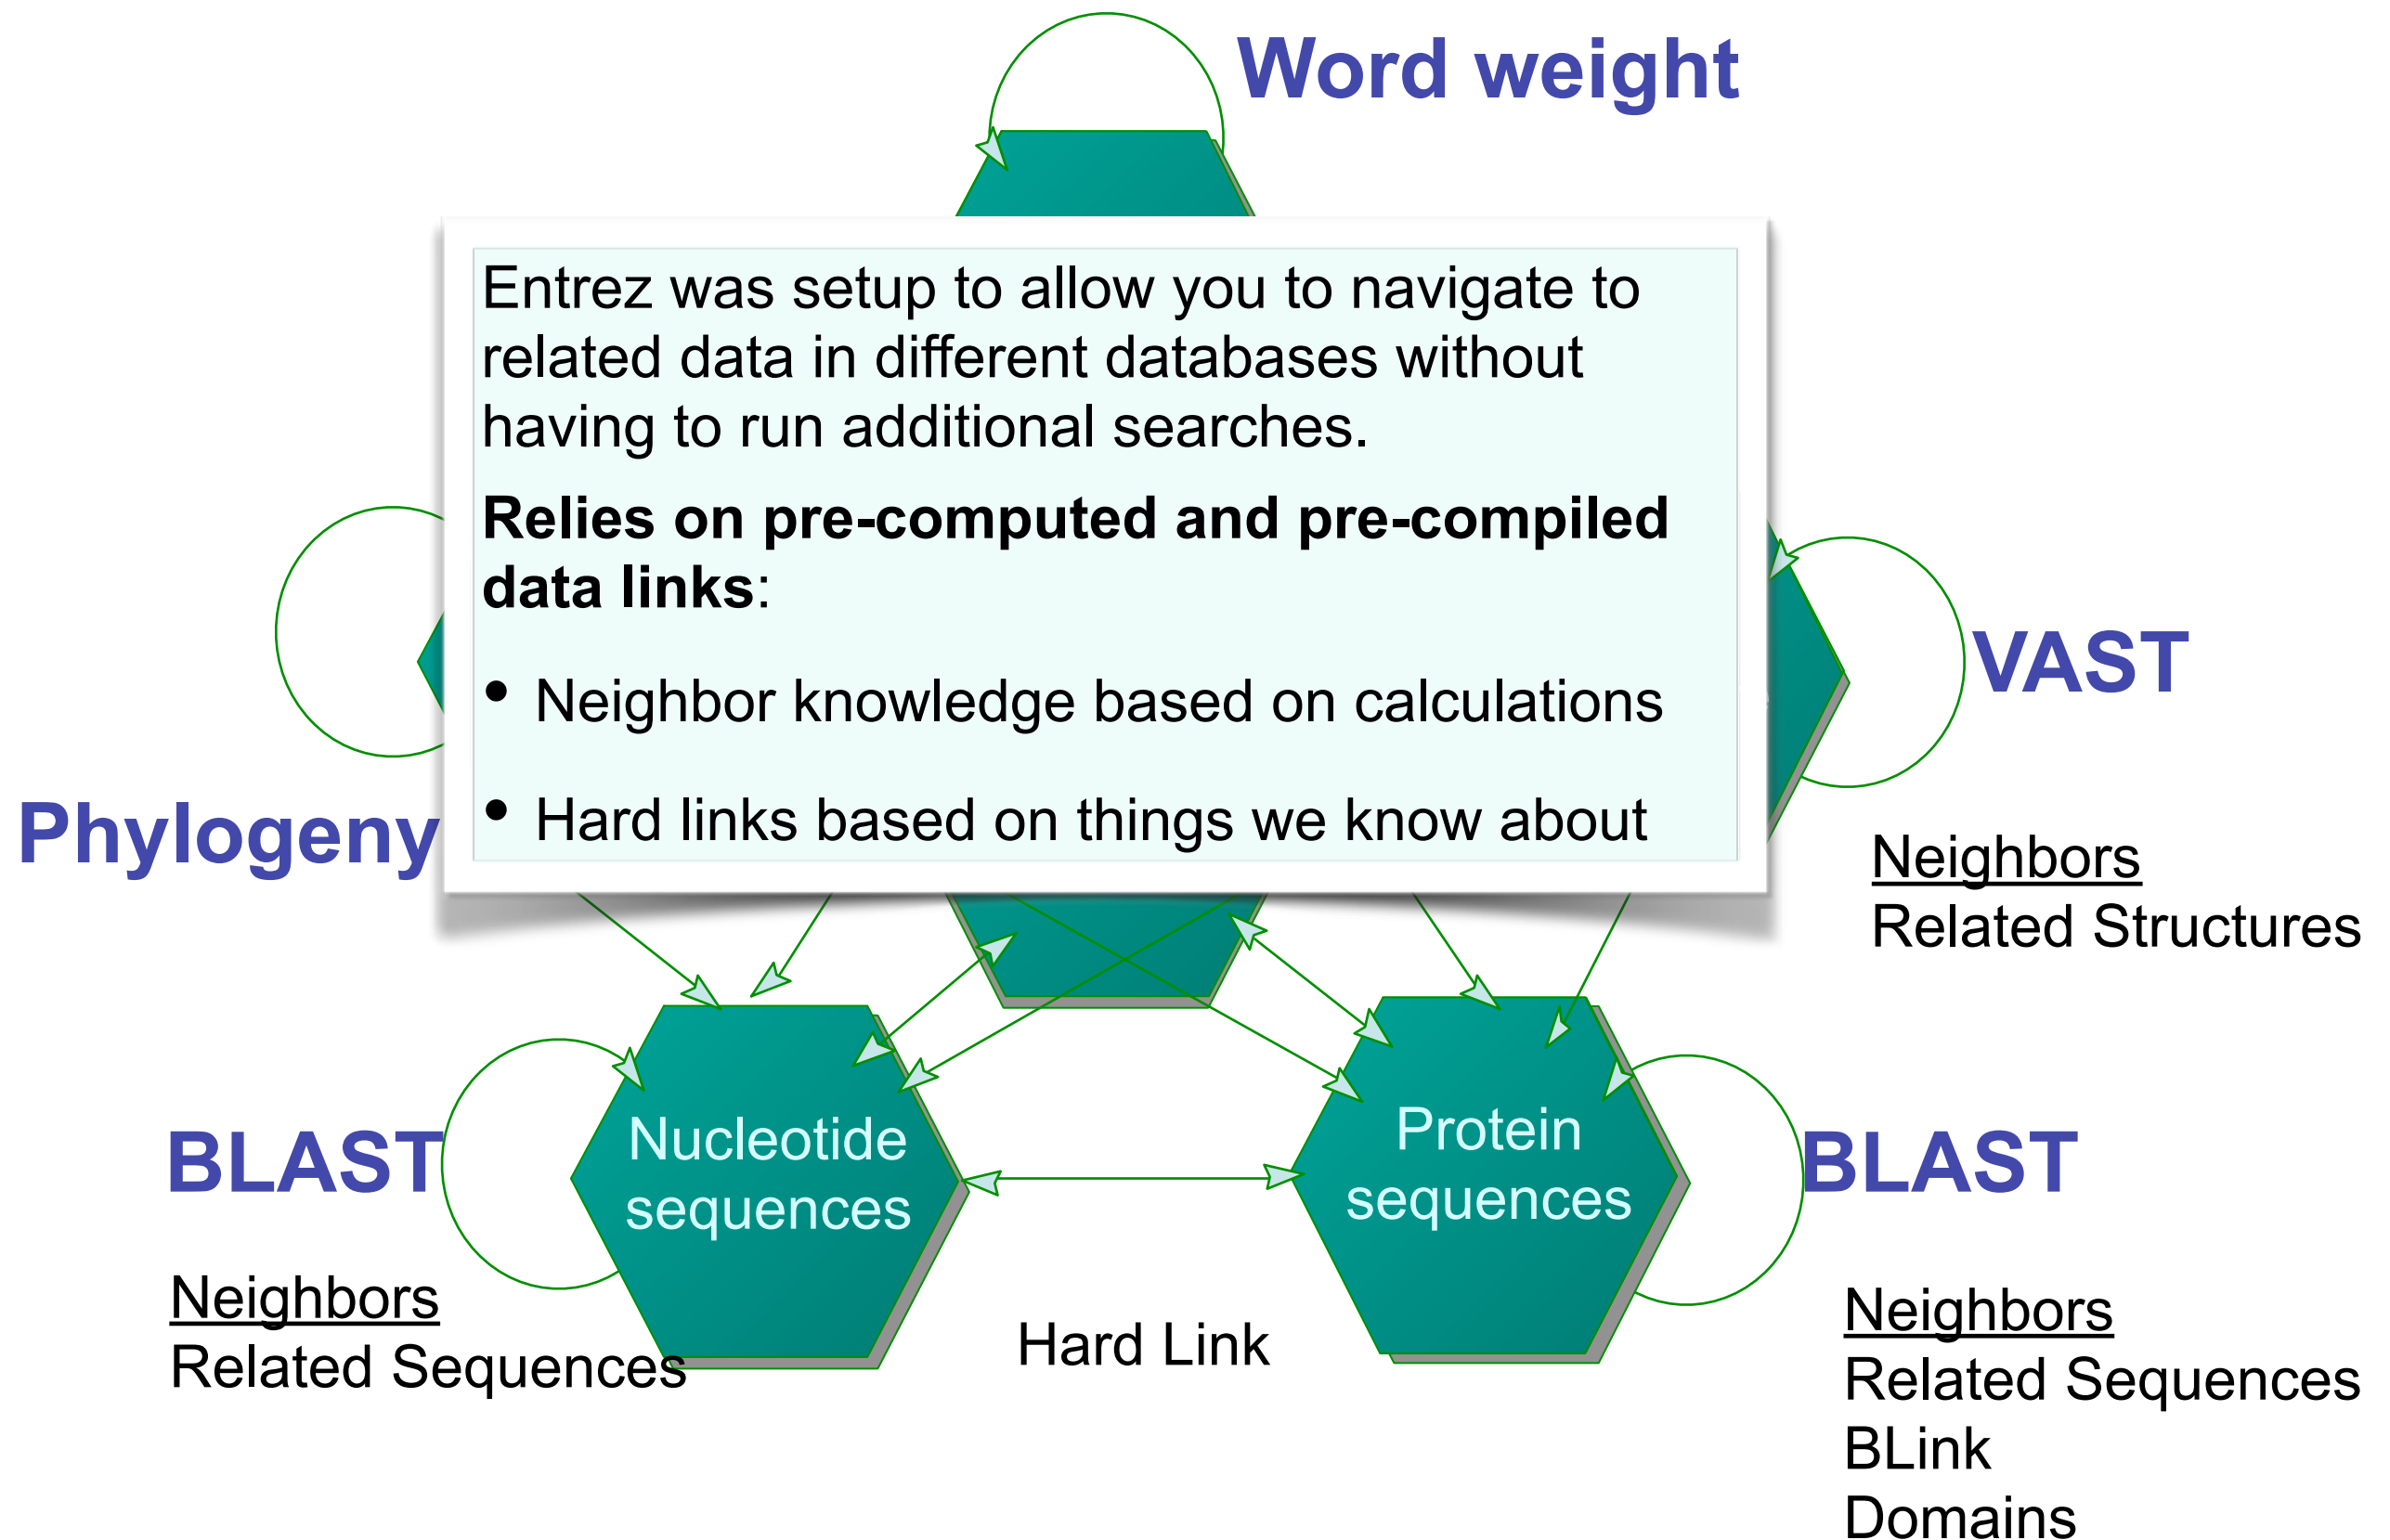 Word weight
Entrez was setup to allow you to navigate to
related data in different databases without
having to run additional searches.
Relies on pre-computed and pre-compiled
data links:
• Neighbor knowledge based on calculations
• Hard links based on things we know about
VAST
Phylogeny
Neighbors
Related Structures
Nucleotide
sequences
Protein
sequences
BLAST
BLAST
Neighbors
Related Sequences
Hard Link
Neighbors
Related Sequences
BLink
Domains